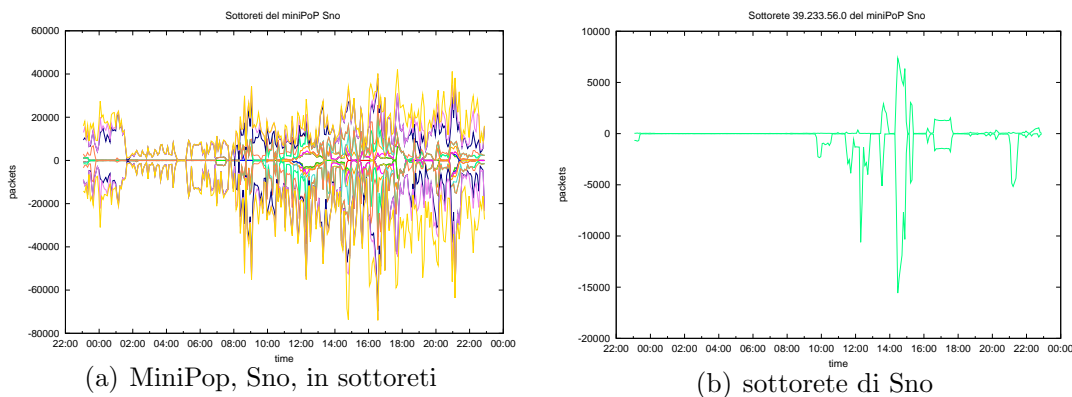 Sottoreti del miniPoP Sno
60000
40000
20000
0
-20000
-40000
-60000
-80000
packets
22:00 00:00 02:00 04:00 06:00 08:00 10:00 12:00 14:00 16:00 18:00 20:00 22:00 00:00
time
(a) MiniPop, Sno, in sottoreti
Sottorete 39.233.56.0 del miniPoP Sno
10000
5000
0
-5000
-10000
-15000
-20000
packets
22:00 00:00 02:00 04:00 06:00 08:00 10:00 12:00 14:00 16:00 18:00 20:00 22:00 00:00
time
(b) sottorete di Sno